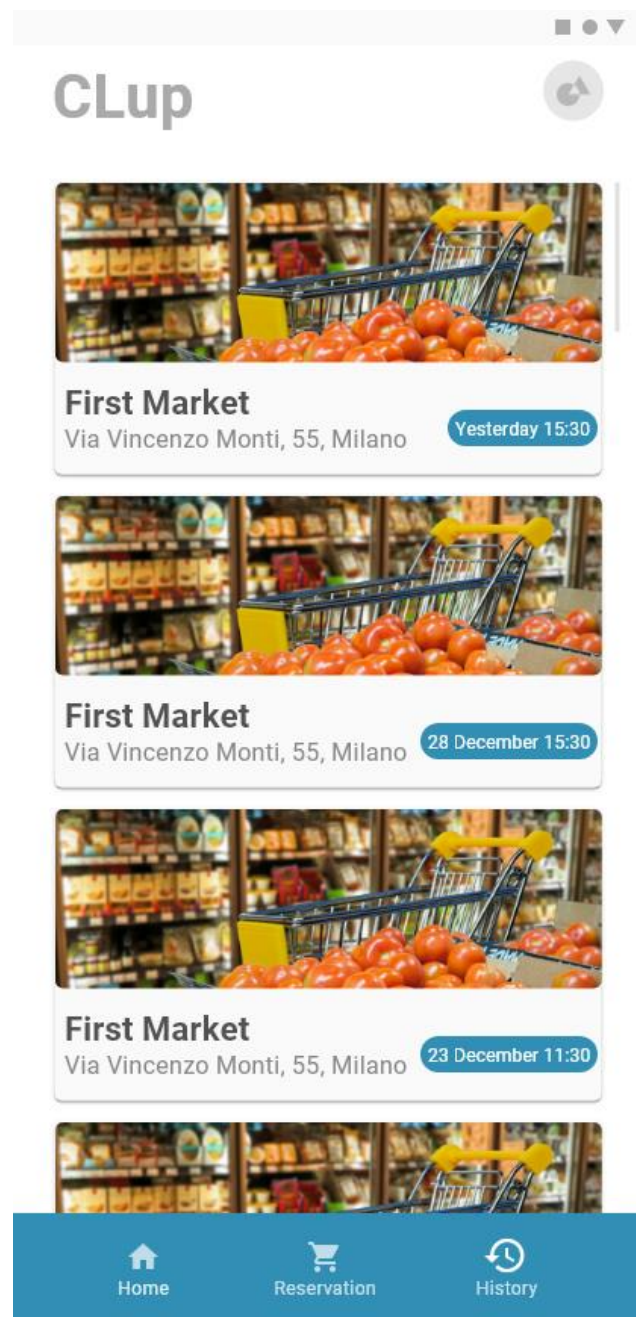 CLup
First Market
Via Vincenzo Monti, 55, Milano
Yesterday 15:30
First Market
Via Vincenzo Monti, 55, Milano
28 December 15:30
First Market
Via Vincenzo Monti, 55, Milano
23 December 11:30
Home
Reservation
History